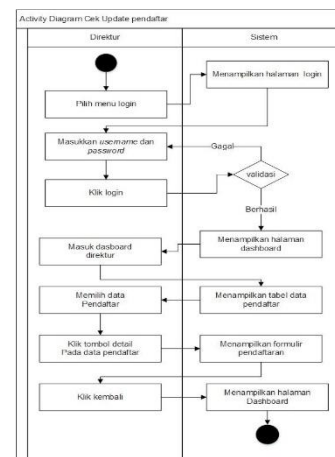 Activity Diagram Cek Update pendaftar
Direktur
Sistem
Pilih menu login
Menampilkan halaman login
Masukkan username dan
password
Gagal
validasi
Klik login
Berhasil
Menampilkan halaman
dashboard
Masuk dasboard
direktur
Menampilkan tabel data
pendaftar
Memilih data
Pendaftar
Klik tombol detail
Pada data pendaftar
Menampilkan formulir
pendaftaran
Klik kembali
Menampilkan halaman
Dashboard